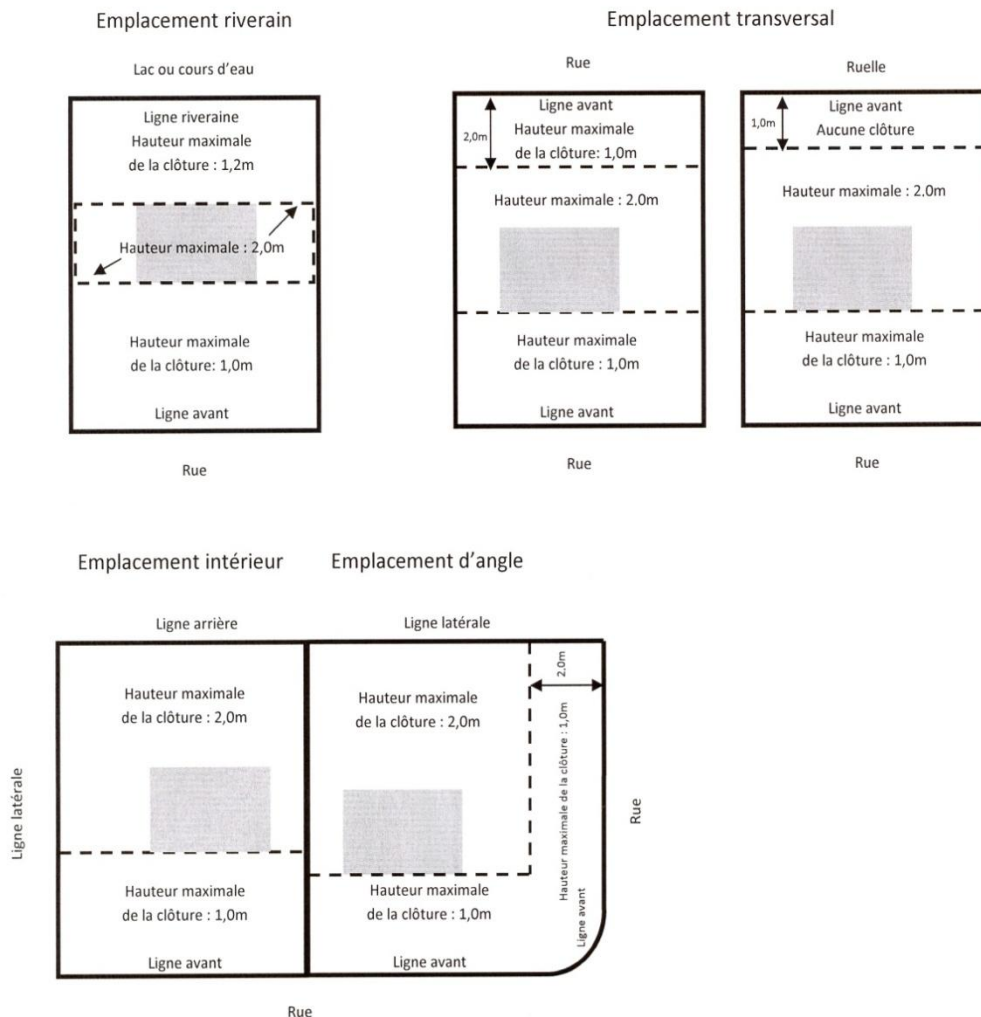 Emplacement riverain
Lac ou cours d'eau
Ligne riveraine
Hauteur maximale
de la clôture : 1,2m
Hauteur maximale : 2,0m
Hauteur maximale
de la clôture: 1,0m
Ligne avant
Rue
Emplacement transversal
Rue
2,0m
Ligne avant
Hauteur maximale
de la clôture: 1,0m
Hauteur maximale : 2.0m
Hauteur maximale
de la clôture : 1,0m
Ligne avant
Rue
Ruelle
1,0m
Ligne avant
Aucune clôture
Hauteur maximale : 2.0m
Hauteur maximale
de la clôture : 1,0m
Ligne avant
Rue
Emplacement intérieur
Ligne arrière
Ligne latérale
Hauteur maximale
de la clôture : 2,0m
Hauteur maximale
de la clôture : 1,0m
Ligne avant
Emplacement d'angle
Ligne latérale
Hauteur maximale
de la clôture : 2,0m
2.0m
Hauteur maximale de la clôture : 1,0m
Ligne avant
Rue
Hauteur maximale
de la clôture : 1,0m
Ligne avant
Rue